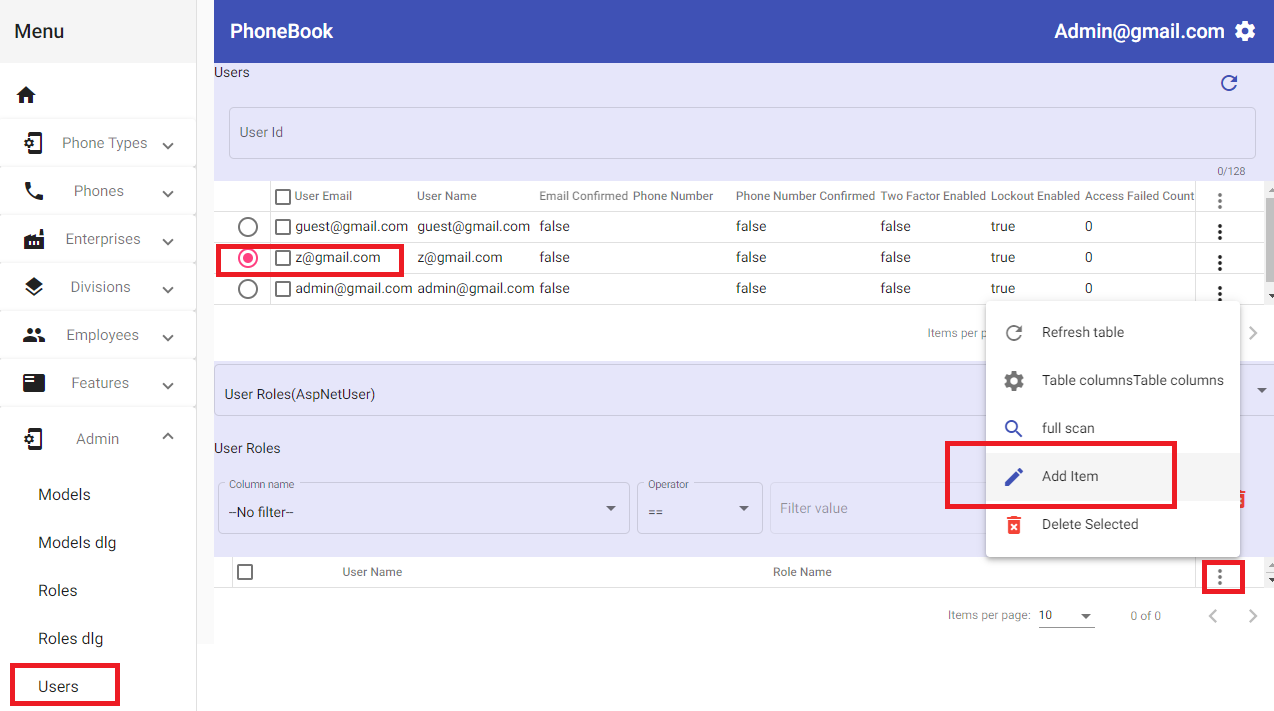 Menu
PhoneBook
Admin@gmail.com
Phone Types
Phones
Enterprises
Divisions
Employees
Features
Admin
Models
Models dlg
Roles
Roles dlg
Users
Users
User Id
0/128
User Email User Name Email Confirmed Phone Number Phone Number Confirmed Two Factor Enabled Lockout Enabled Access Failed Count
guest@gmail.com guest@gmail.com false false false true 0
z@gmail.com z@gmail.com false false false true 0
admin@gmail.com admin@gmail.com false false false true 0
Items per p
Refresh table
Table columnsTable columns
full scan
Add Item
Delete Selected
User Roles(AspNetUser)
User Roles
Column name
--No filter--
Operator
==
Filter value
User Name Role Name
Items per page: 10 0 of 0